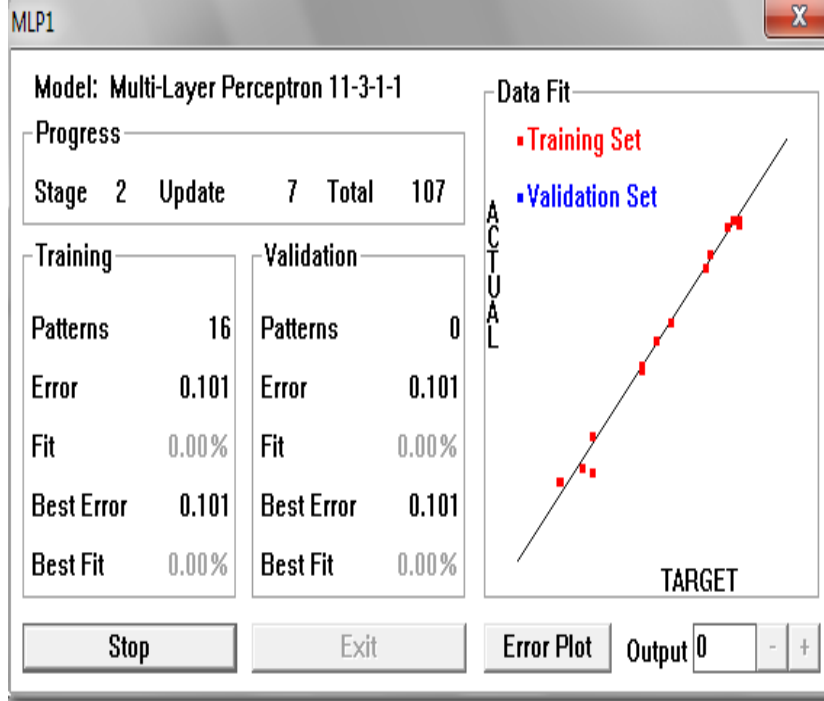 MLP1
X
Model: Multi-Layer Perceptron 11-3-1-1
Progress
Stage 2 Update 7 Total 107
Training
Patterns 16
Error 0.101
Fit 0.00%
Best Error 0.101
Best Fit 0.00%
Validation
Patterns 0
Error 0.101
Fit 0.00%
Best Error 0.101
Best Fit 0.00%
Data Fit
Training Set
Validation Set
ACTUAL
TARGET
Stop
Exit
Error Plot
Output 0 - +